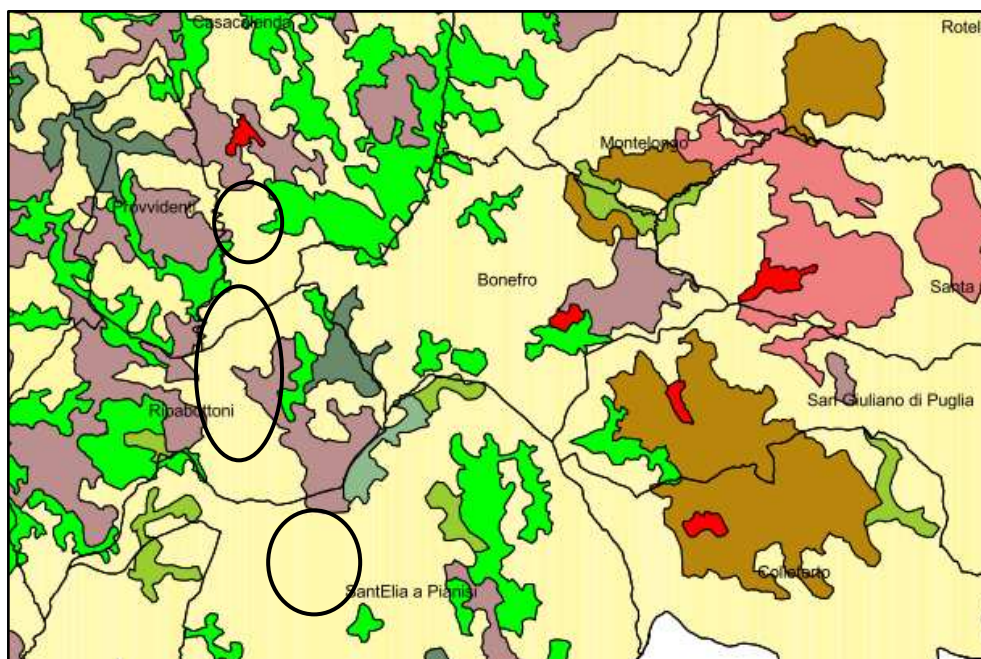 Casacalenda
Rotel
Montelongo
Provvidenti
Bonefro
Santa
San Giuliano di Puglia
Ripabottoni
Colletorto
SantElia a Pianisi